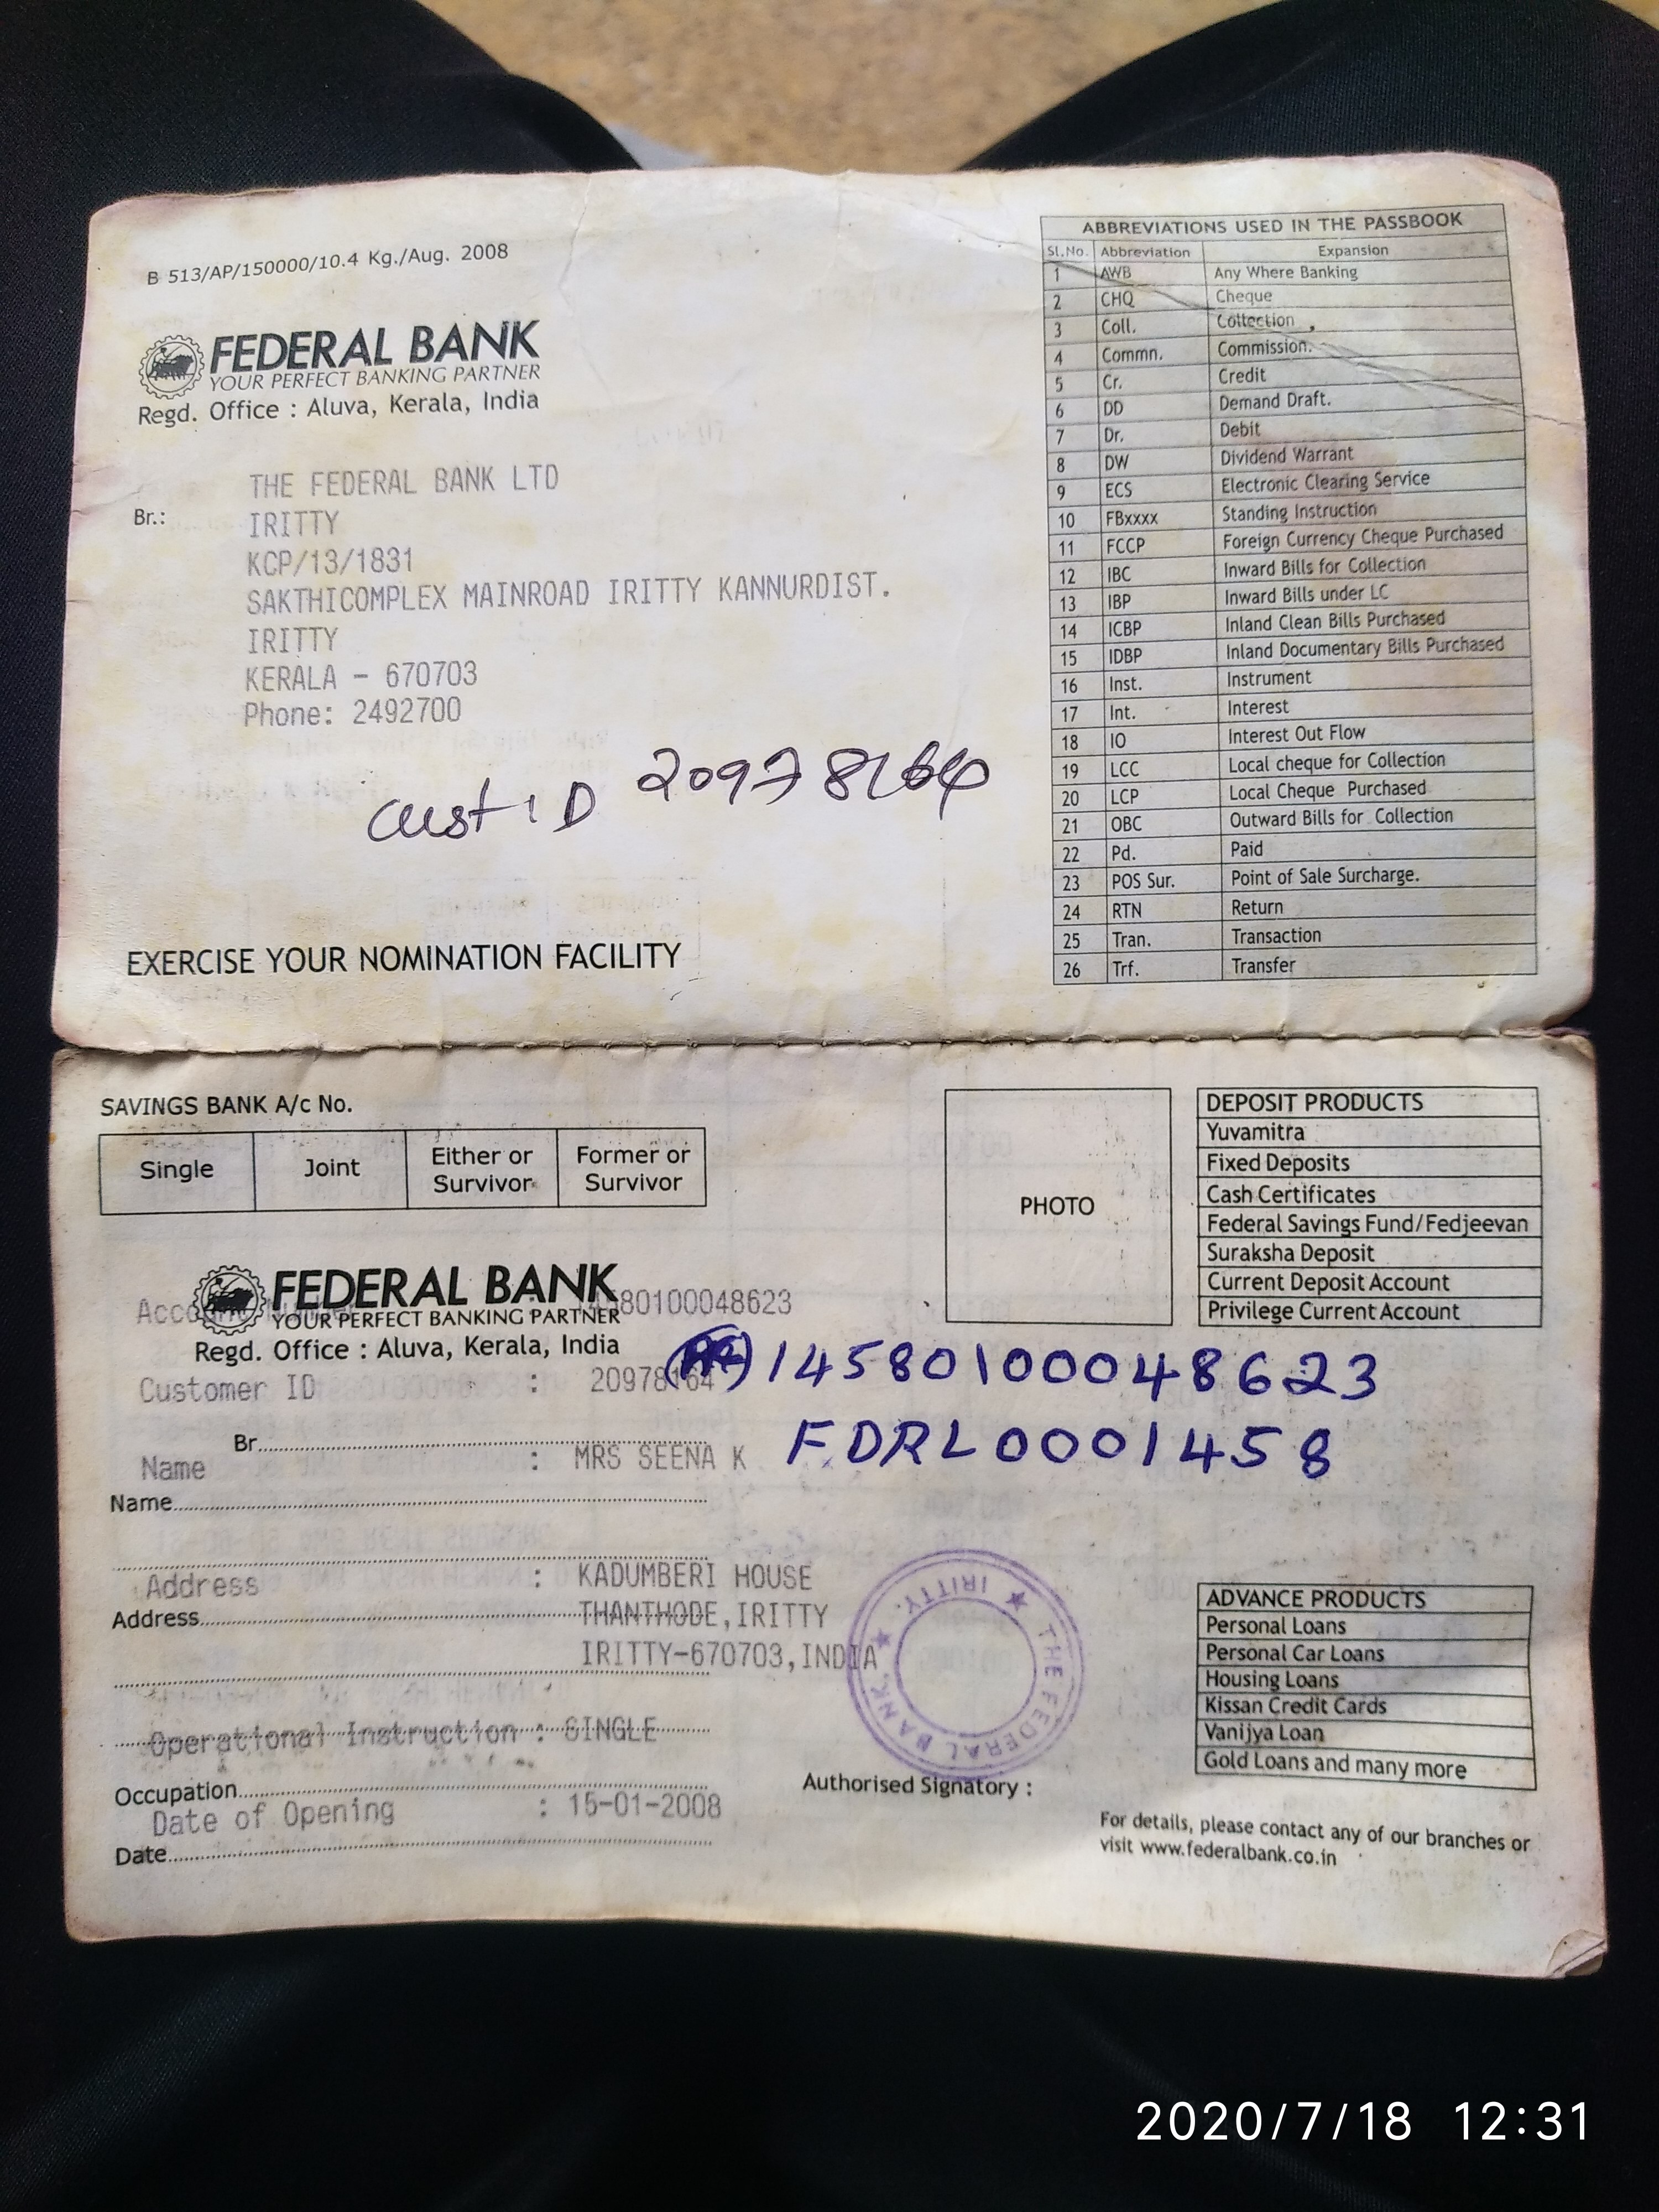 B 513/AP/150000/10.4 Kg./Aug. 2008
FEDERAL BANK
YOUR PERFECT BANKING PARTNER
Regd. Office : Aluva, Kerala, India
THE FEDERAL BANK LTD
Br.: IRITTY
KCP/13/1831
SAKTHICOMPLEX MAINROAD IRITTY KANNURDIST.
IRITTY
KERALA - 670703
Phone: 2492700
Cust ID 20978164
EXERCISE YOUR NOMINATION FACILITY
ABBREVIATIONS USED IN THE PASSBOOK
Sl.No. Abbreviation Expansion
1 AWB Any Where Banking
2 CHQ Cheque
3 Coll. Collection
4 Commn. Commission.
5 Cr. Credit
6 DD Demand Draft.
7 Dr. Debit
8 DW Dividend Warrant
9 ECS Electronic Clearing Service
10 FBxxxx Standing Instruction
11 FCCP Foreign Currency Cheque Purchased
12 IBC Inward Bills for Collection
13 IBP Inward Bills under LC
14 ICBP Inland Clean Bills Purchased
15 IDBP Inland Documentary Bills Purchased
16 Inst. Instrument
17 Int. Interest
18 IO Interest Out Flow
19 LCC Local cheque for Collection
20 LCP Local Cheque Purchased
21 OBC Outward Bills for Collection
22 Pd. Paid
23 POS Sur. Point of Sale Surcharge.
24 RTN Return
25 Tran. Transaction
26 Trf. Transfer
SAVINGS BANK A/c No.
Single Joint Either or Survivor Former or Survivor
PHOTO
DEPOSIT PRODUCTS
Yuvamitra
Fixed Deposits
Cash Certificates
Federal Savings Fund/Fedjeevan
Suraksha Deposit
Current Deposit Account
Privilege Current Account
FEDERAL BANK
YOUR PERFECT BANKING PARTNER
Account Number 14580100048623
Regd. Office : Aluva, Kerala, India
14580100048623
Customer ID : 20978164
Br.
FDRL0001458
Name : MRS SEENA K
Name
Address : KADUMBERI HOUSE
Address THANTHODE,IRITTY
IRITTY-670703,INDIA
THE FEDERAL BANK ★ IRITTY. ★
Operational Instruction : SINGLE
Occupation
Authorised Signatory :
Date of Opening : 15-01-2008
Date
ADVANCE PRODUCTS
Personal Loans
Personal Car Loans
Housing Loans
Kissan Credit Cards
Vanijya Loan
Gold Loans and many more
For details, please contact any of our branches or
visit www.federalbank.co.in
2020/7/18 12:31